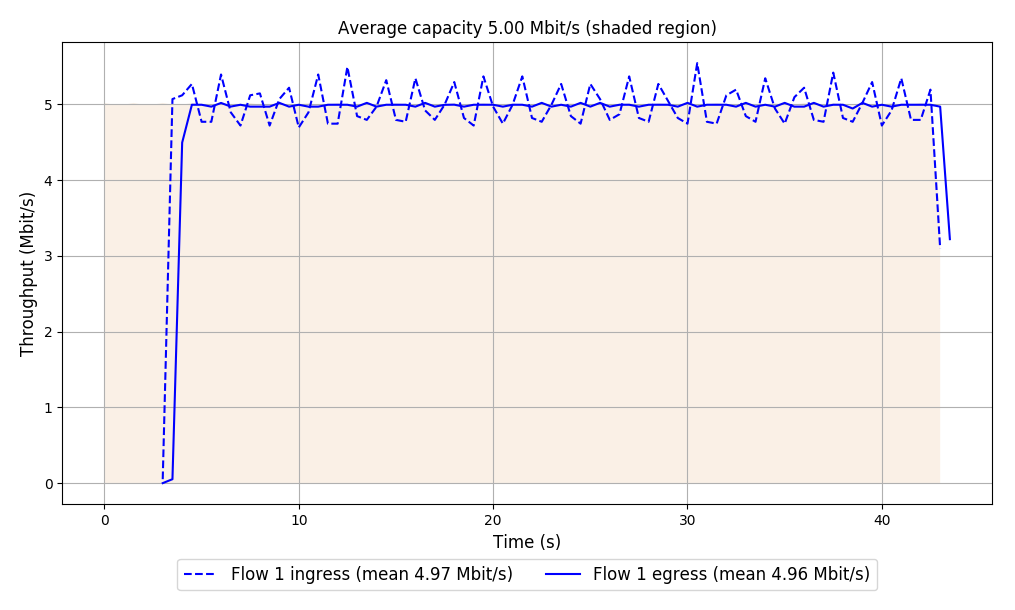 Average capacity 5.00 Mbit/s (shaded region)
Throughput (Mbit/s)
5
4
3
2
1
0
0 10 20 30 40
Time (s)
Flow 1 ingress (mean 4.97 Mbit/s) Flow 1 egress (mean 4.96 Mbit/s)